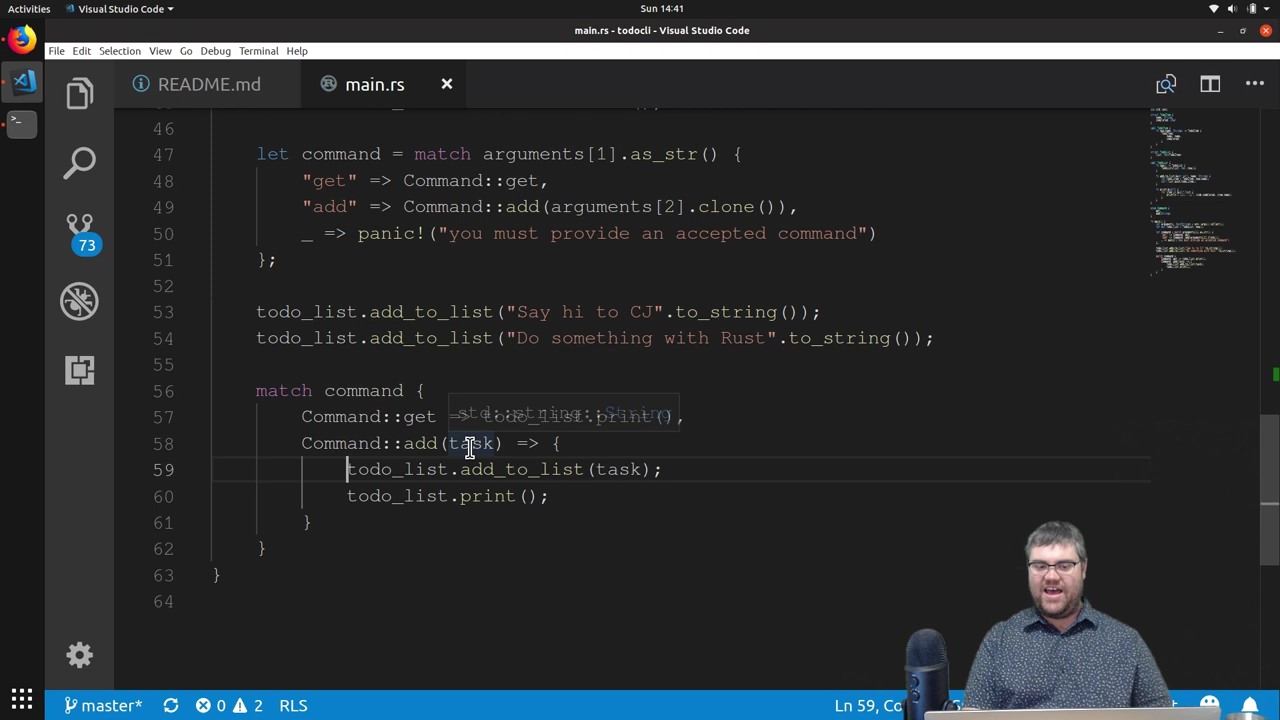 Activities
Visual Studio Code
Sun 14:41
main.rs - todocli - Visual Studio Code
File Edit Selection View Go Debug Terminal Help
README.md
main.rs
46
47 let command = match arguments[1].as_str() {
48 "get" => Command::get,
49 "add" => Command::add(arguments[2].clone()),
50 _ => panic!("you must provide an accepted command")
51 };
52
53 todo_list.add_to_list("Say hi to CJ".to_string());
54 todo_list.add_to_list("Do something with Rust".to_string());
55
56 match command {
std::string::String
57 Command::get => todo_list.print(),
58 Command::add(task) => {
59 todo_list.add_to_list(task);
60 todo_list.print();
61 }
62 }
63 }
64
73
master*
0
2
RLS
Ln 59, Co